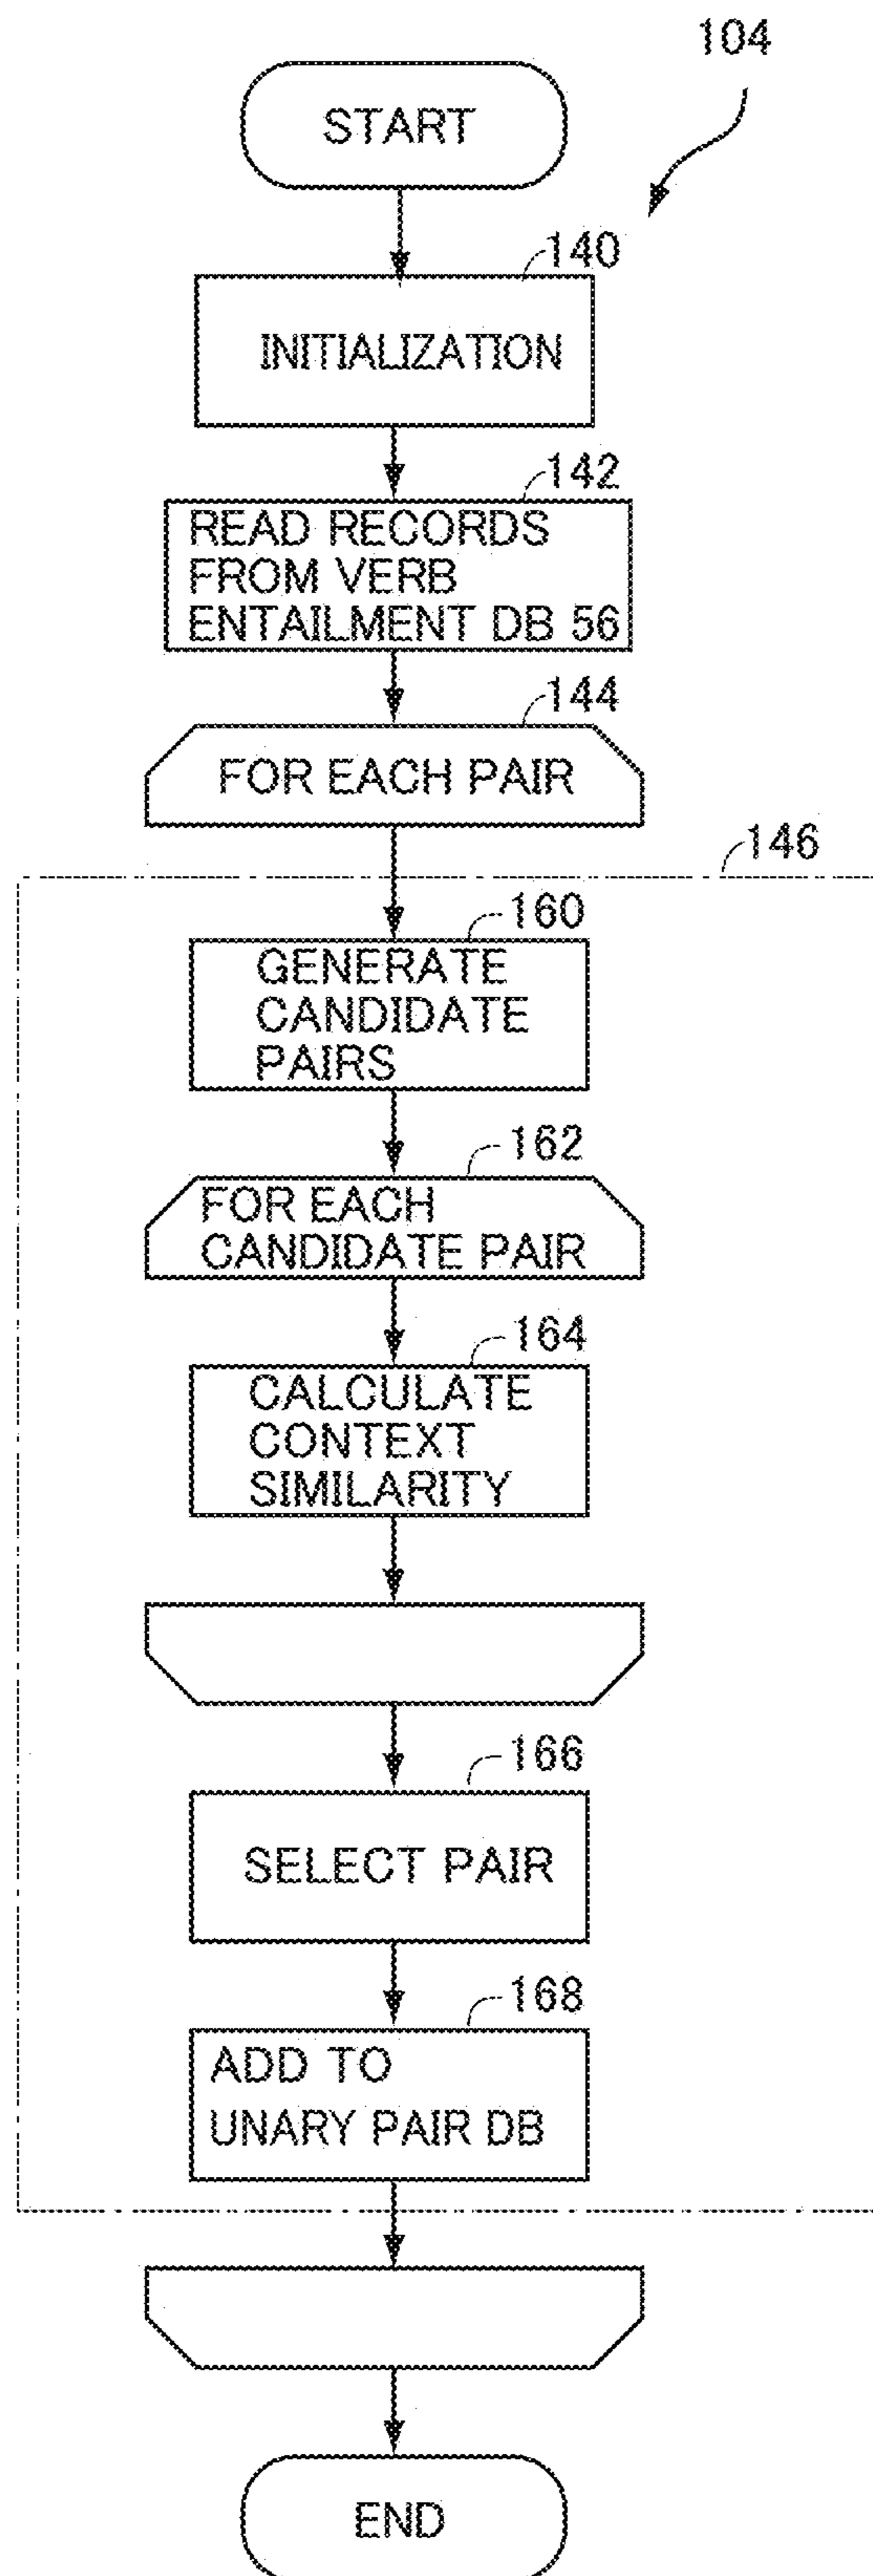 104
START
140
INITIALIZATION
142
READ RECORDS
FROM VERB
ENTAILMENT DB 56
144
FOR EACH PAIR
146
160
GENERATE
CANDIDATE
PAIRS
162
FOR EACH
CANDIDATE PAIR
164
CALCULATE
CONTEXT
SIMILARITY
166
SELECT PAIR
168
ADD TO
UNARY PAIR DB
END